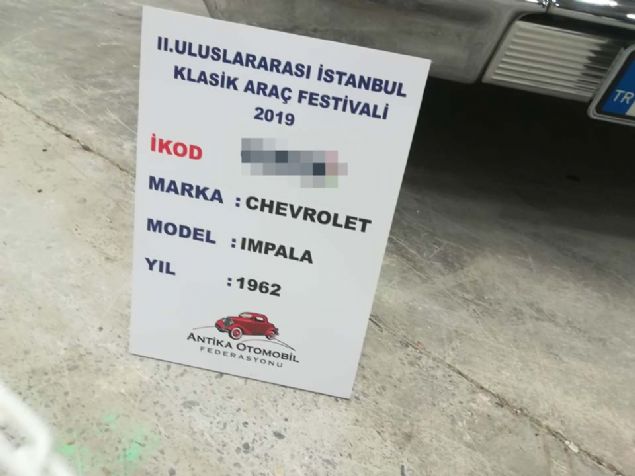 II.ULUSLARARASI İSTANBUL
KLASİK ARAÇ FESTİVALİ
2019
İKOD
MARKA : CHEVROLET
MODEL : IMPALA
YIL : 1962
ANTİKA OTOMOBİL
FEDERASYONU
TR